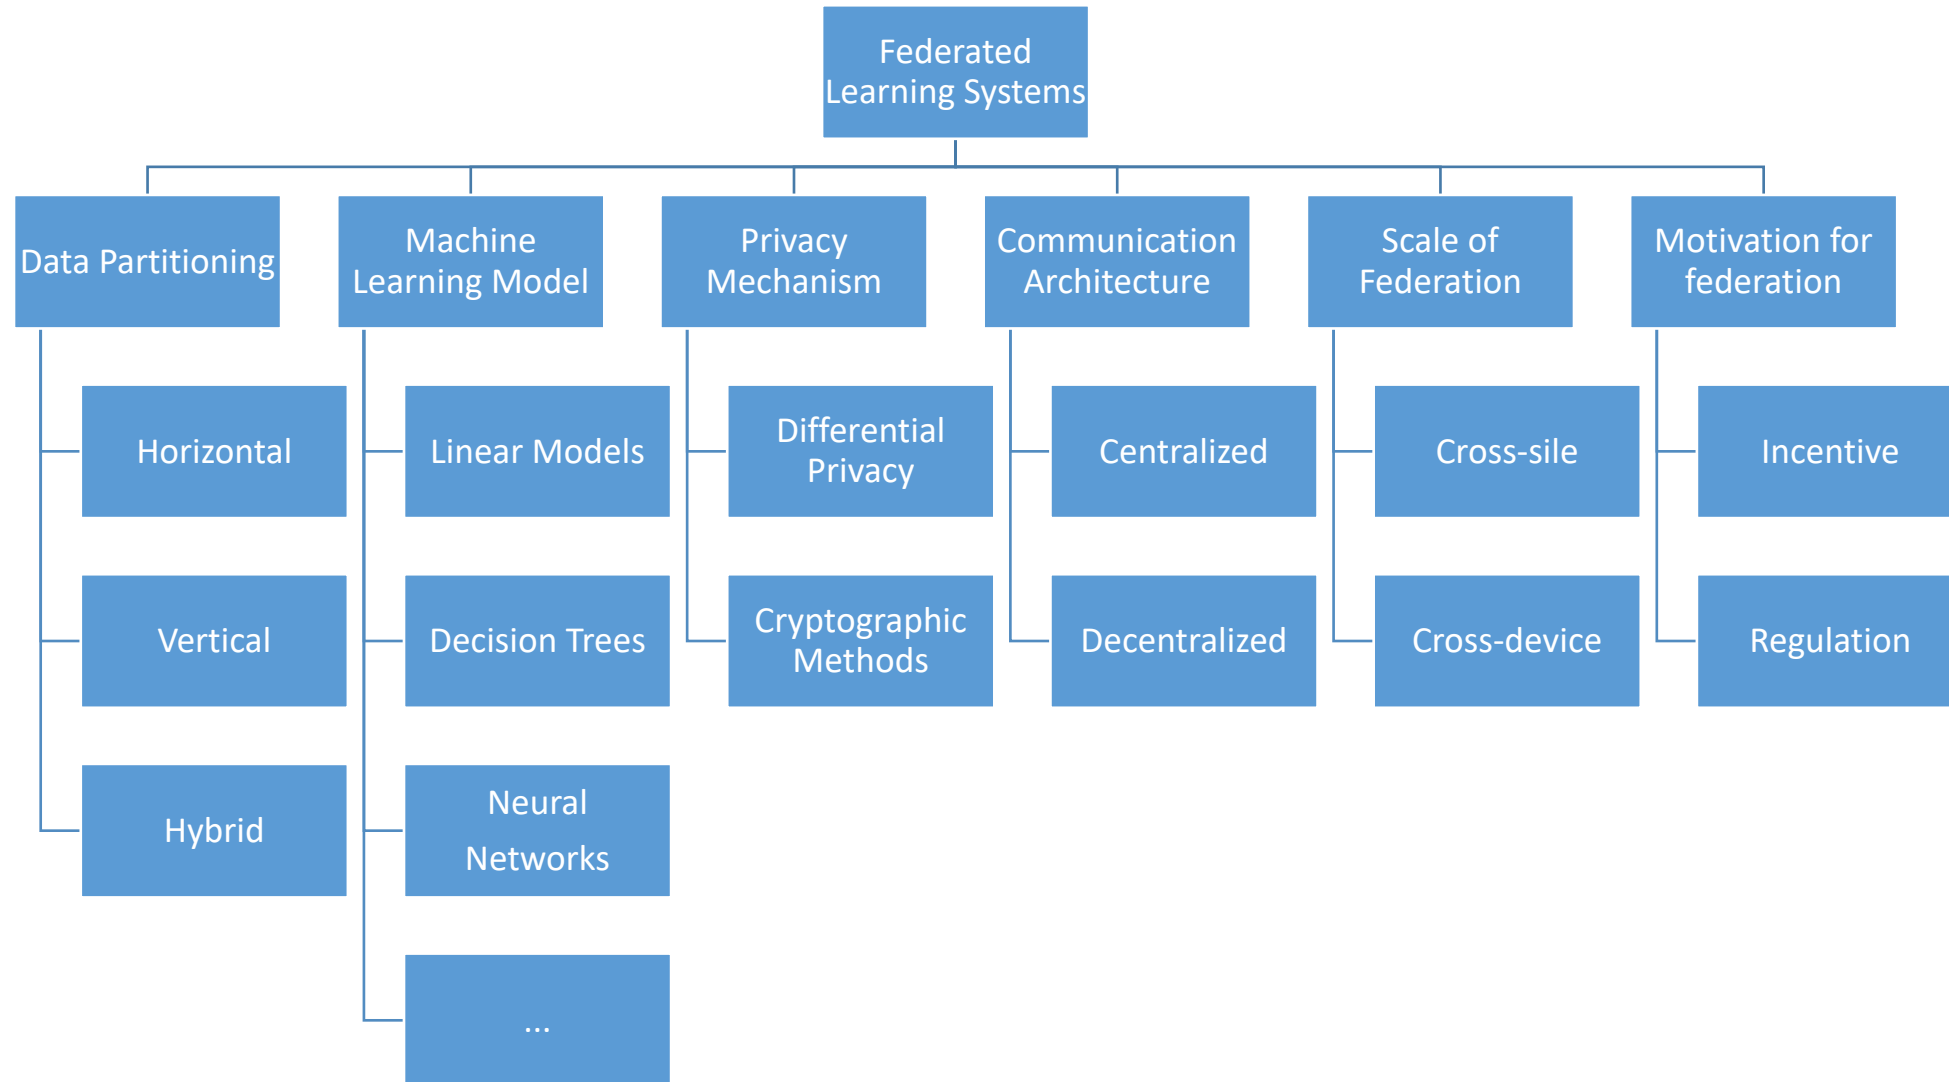 Federated
Learning Systems
Data Partitioning
Machine
Learning Model
Privacy
Mechanism
Communication
Architecture
Scale of
Federation
Motivation for
federation
Horizontal
Linear Models
Differential
Privacy
Centralized
Cross-sile
Incentive
Vertical
Decision Trees
Cryptographic
Methods
Decentralized
Cross-device
Regulation
Hybrid
Neural
Networks
...